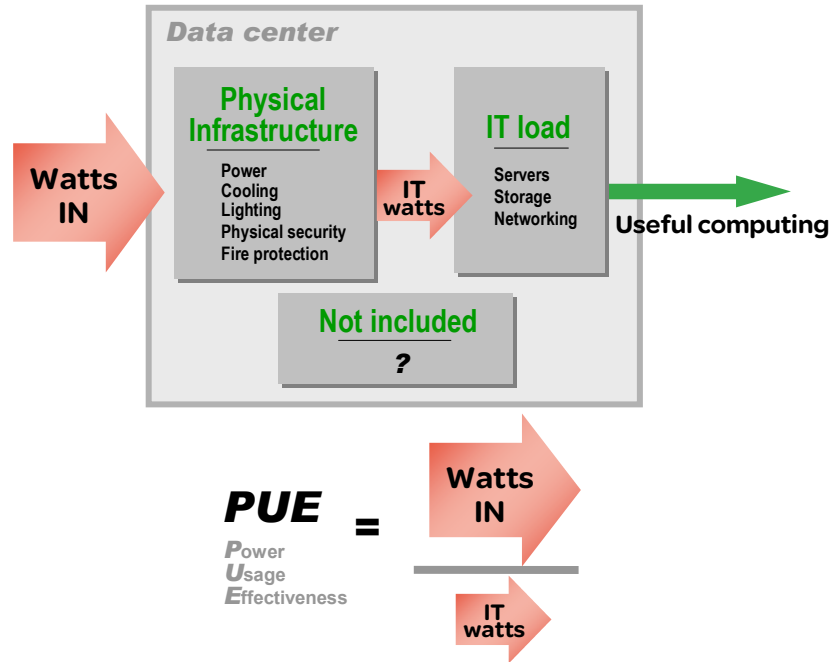 Data center
Physical
Infrastructure
Power
Cooling
Lighting
Physical security
Fire protection
IT load
Servers
Storage
Networking
Watts
IN
IT
watts
Useful computing
Not included
?
PUE
=
Watts
IN
IT
watts
Power
Usage
Effectiveness